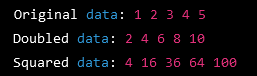 Original data: 1 2 3 4 5
Doubled data: 2 4 6 8 10
Squared data: 4 16 36 64 100